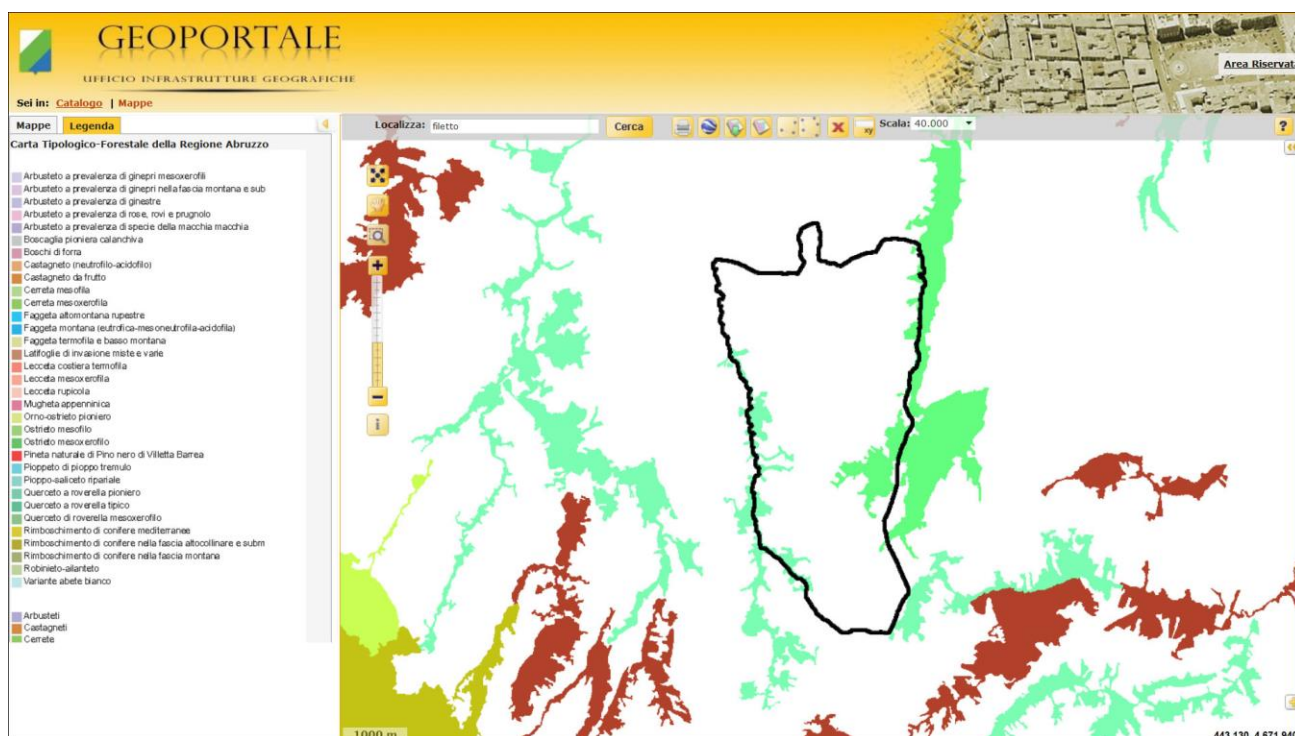 GEOPORTALE
UFFICIO INFRASTRUTTURE GEOGRAFICHE
Area Riservata
Sei in: Catalogo | Mappe
Mappe Legenda
Localizza: filetto Cerca xy Scala: 40.000 ?
Carta Tipologico-Forestale della Regione Abruzzo
Arbusteto a prevalenza di ginepri mesoxerofili
Arbusteto a prevalenza di ginepri nella fascia montana e sub
Arbusteto a prevalenza di ginestre
Arbusteto a prevalenza di rose, rovi e prugnolo
Arbusteto a prevalenza di specie della macchia macchia
Boscaglia pioniera calanchiva
Boschi di forra
Castagneto (neutrofilo-acidofilo)
Castagneto da frutto
Cerreta mesofila
Cerreta mesoxerofila
Faggeta altomontana rupestre
Faggeta montana (eutrofica-mesoneutrofila-acidofila)
Faggeta termofila e basso montana
Latifoglie di invasione miste e varie
Lecceta costiera termofila
Lecceta mesoxerofila
Lecceta rupicola
Mugheta appenninica
Orno-ostrieto pioniero
Ostrieto mesofilo
Ostrieto mesoxerofilo
Pineta naturale di Pino nero di Villetta Barrea
Pioppeto di pioppo tremulo
Pioppo-saliceto ripariale
Querceto a roverella pioniero
Querceto a roverella tipico
Querceto di roverella mesoxerofilo
Rimboschimento di conifere mediterranee
Rimboschimento di conifere nella fascia altocollinare e subm
Rimboschimento di conifere nella fascia montana
Robinieto-ailanteto
Variante abete bianco
Arbusteti
Castagneti
Cerrete
i
1000 m
443.130, 4.671.940